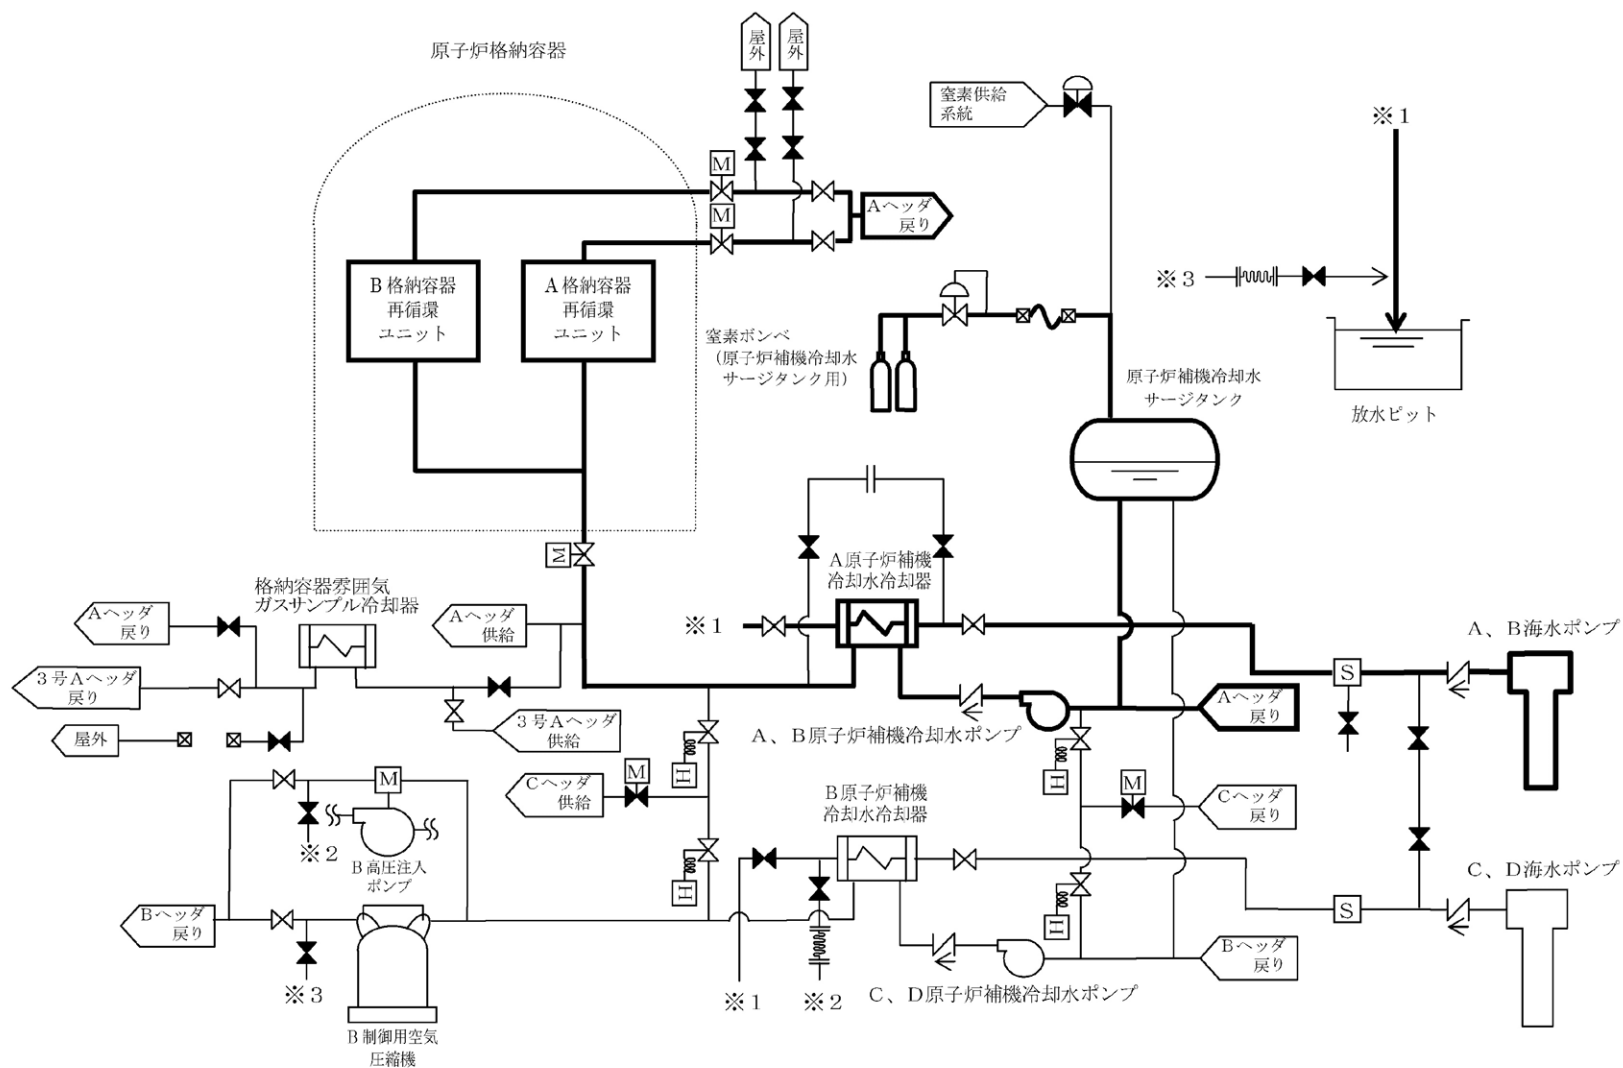 原子炉格納容器
屋外
屋外
窒素供給
系統
※1
M
M
Aヘッダ
戻り
※3
B格納容器
再循環
ユニット
A格納容器
再循環
ユニット
窒素ボンベ
(原子炉補機冷却水
サージタンク用)
原子炉補機冷却水
サージタンク
放水ピット
M
A原子炉補機
冷却水冷却器
格納容器雰囲気
ガスサンプル冷却器
Aヘッダ
戻り
Aヘッダ
供給
※1
A、B海水ポンプ
3号Aヘッダ
戻り
S
Aヘッダ
戻り
3号Aヘッダ
供給
屋外
A、B原子炉補機冷却水ポンプ
H
H
M
M
M
Cヘッダ
供給
Cヘッダ
戻り
B原子炉補機
冷却水冷却器
※2
B高圧注入
ポンプ
C、D海水ポンプ
H
H
S
Bヘッダ
戻り
Bヘッダ
戻り
※3
※1
※2
C、D原子炉補機冷却水ポンプ
B制御用空気
圧縮機